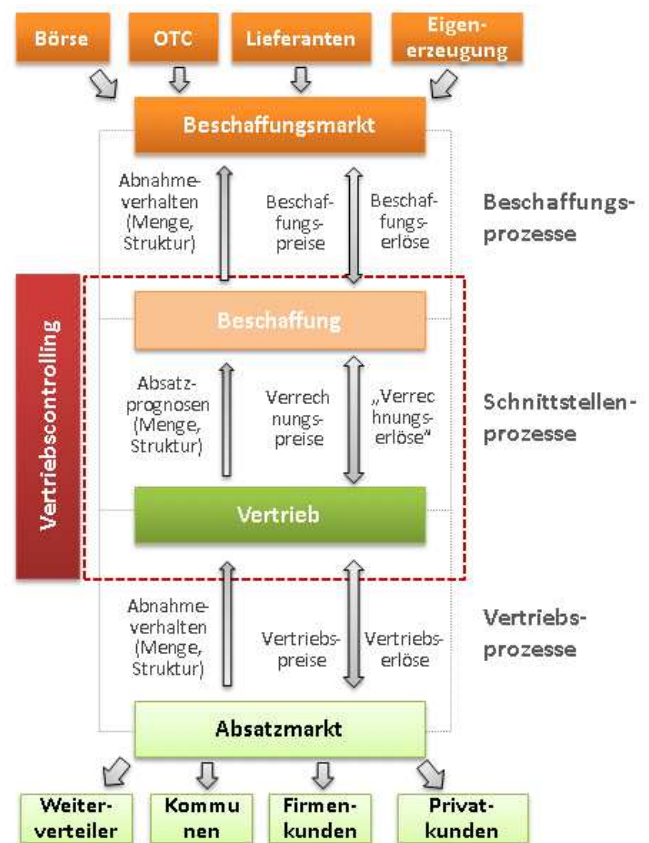 Börse
OTC
Lieferanten
Eigen-
erzeugung
Beschaffungsmarkt
Abnahme-
verhalten
(Menge,
Struktur)
Beschaf-
fungs-
preise
Beschaf-
fungs-
erlöse
Beschaffungs-
prozesse
Vertriebscontrolling
Beschaffung
Absatz-
prognosen
(Menge,
Struktur)
Verrech
nungs-
preise
„Verrec
hnungs-
erlöse“
Schnittstellen-
prozesse
Vertrieb
Abnahme-
verhalten
(Menge,
Struktur)
Vertriebs-
preise
Vertriebs-
erlöse
Vertriebs-
prozesse
Absatzmarkt
Weiter-
verteiler
Kommu
nen
Firmen-
kunden
Privat-
kunden